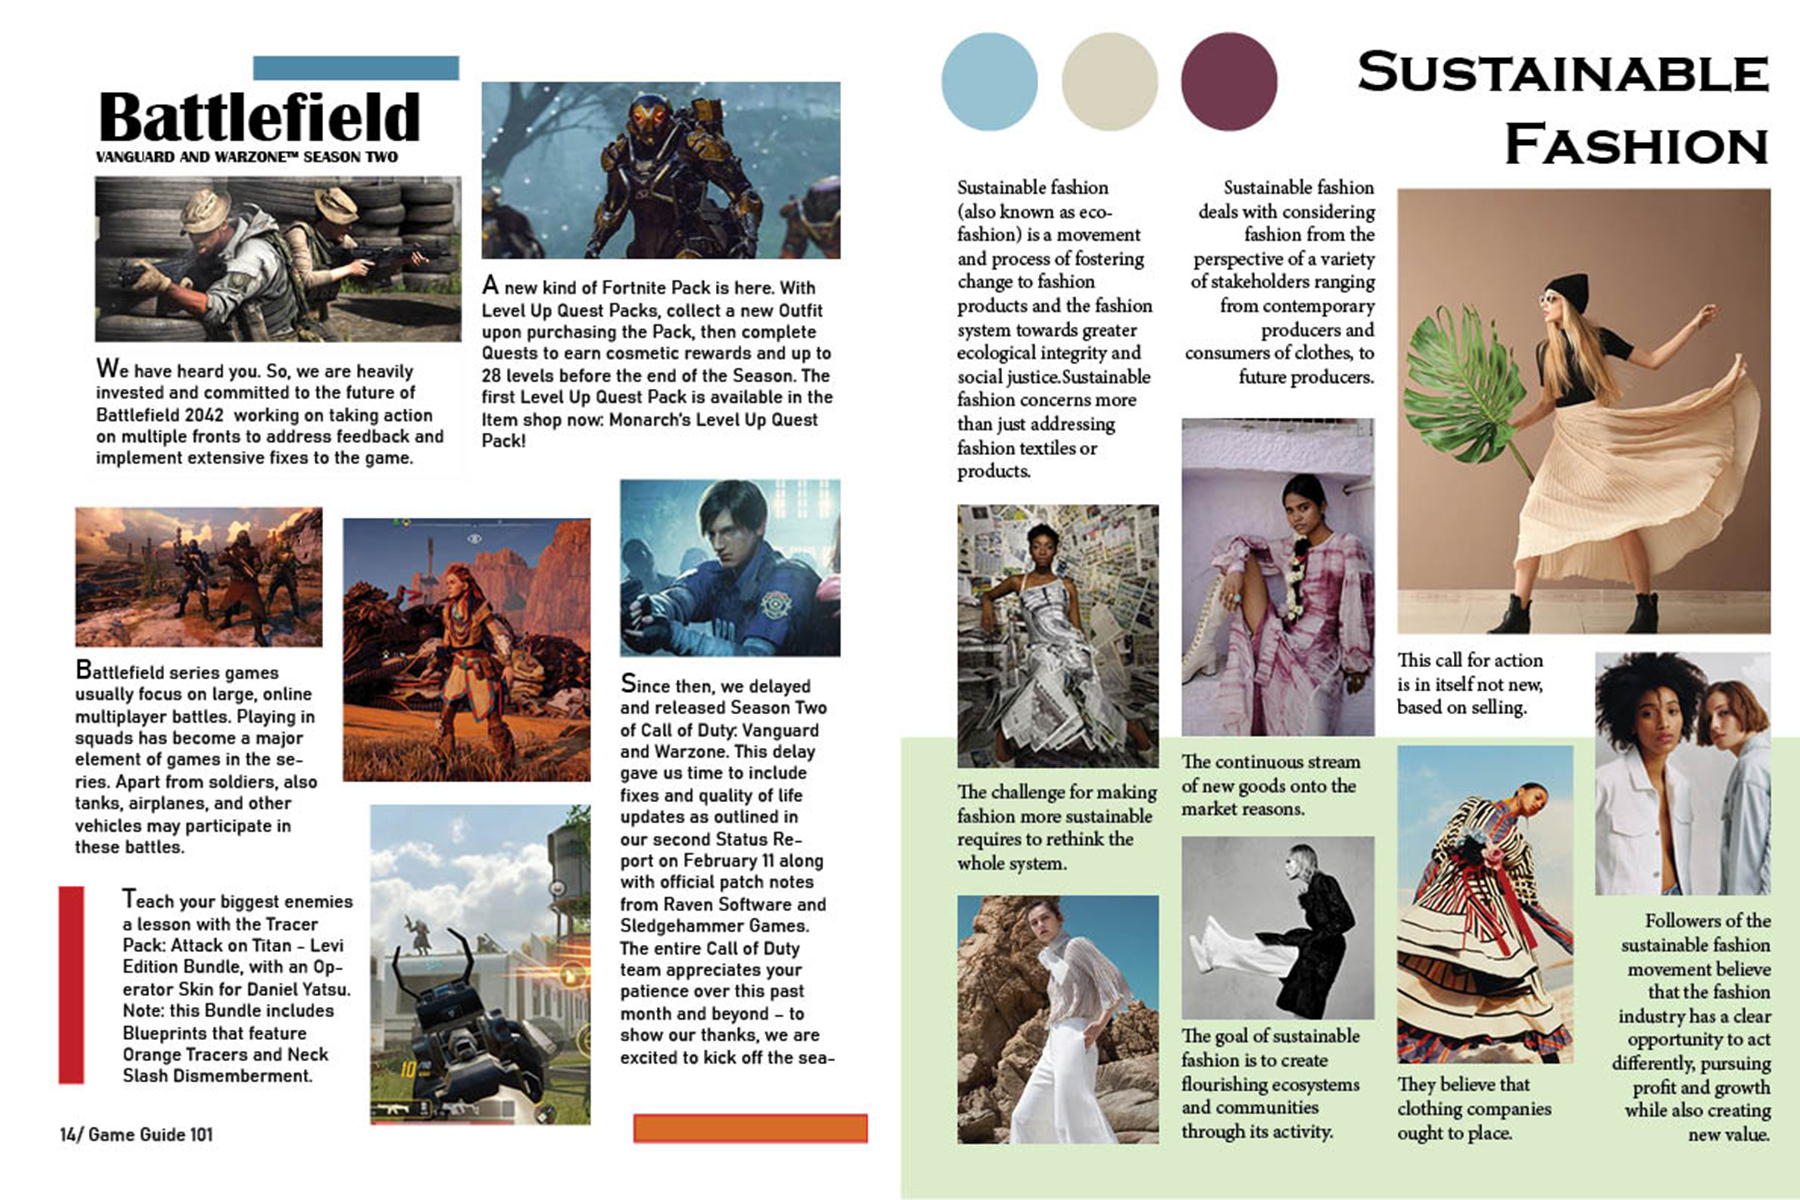 Battlefield
VANGUARD AND WARZONE™ SEASON TWO
We have heard you. So, we are heavily
invested and committed to the future of
Battlefield 2042 working on taking action
on multiple fronts to address feedback and
implement extensive fixes to the game.
A new kind of Fortnite Pack is here. With
Level Up Quest Packs, collect a new Outfit
upon purchasing the Pack, then complete
Quests to earn cosmetic rewards and up to
28 levels before the end of the Season. The
first Level Up Quest Pack is available in the
Item shop now: Monarch's Level Up Quest
Pack!
Battlefield series games
usually focus on large, online
multiplayer battles. Playing in
squads has become a major
element of games in the se-
ries. Apart from soldiers, also
tanks, airplanes, and other
vehicles may participate in
these battles.
Teach your biggest enemies
a lesson with the Tracer
Pack: Attack on Titan - Levi
Edition Bundle, with an Op-
erator Skin for Daniel Yatsu.
Note: this Bundle includes
Blueprints that feature
Orange Tracers and Neck
Slash Dismemberment.
10
Since then, we delayed
and released Season Two
of Call of Duty: Vanguard
and Warzone. This delay
gave us time to include
fixes and quality of life
updates as outlined in
our second Status Re-
port on February 11 along
with official patch notes
from Raven Software and
Sledgehammer Games.
The entire Call of Duty
team appreciates your
patience over this past
month and beyond – to
show our thanks, we are
excited to kick off the sea-
14/ Game Guide 101
SUSTAINABLE
FASHION
Sustainable fashion
(also known as eco-
fashion) is a movement
and process of fostering
change to fashion
products and the fashion
system towards greater
ecological integrity and
social justice.Sustainable
fashion concerns more
than just addressing
fashion textiles or
products.
The challenge for making
fashion more sustainable
requires to rethink the
whole system.
Sustainable fashion
deals with considering
fashion from the
perspective of a variety
of stakeholders ranging
from contemporary
producers and
consumers of clothes, to
future producers.
The continuous stream
of new goods onto the
market reasons.
The goal of sustainable
fashion is to create
flourishing ecosystems
and communities
through its activity.
This call for action
is in itself not new,
based on selling.
They believe that
clothing companies
ought to place.
Followers of the
sustainable fashion
movement believe
that the fashion
industry has a clear
opportunity to act
differently, pursuing
profit and growth
while also creating
new value.